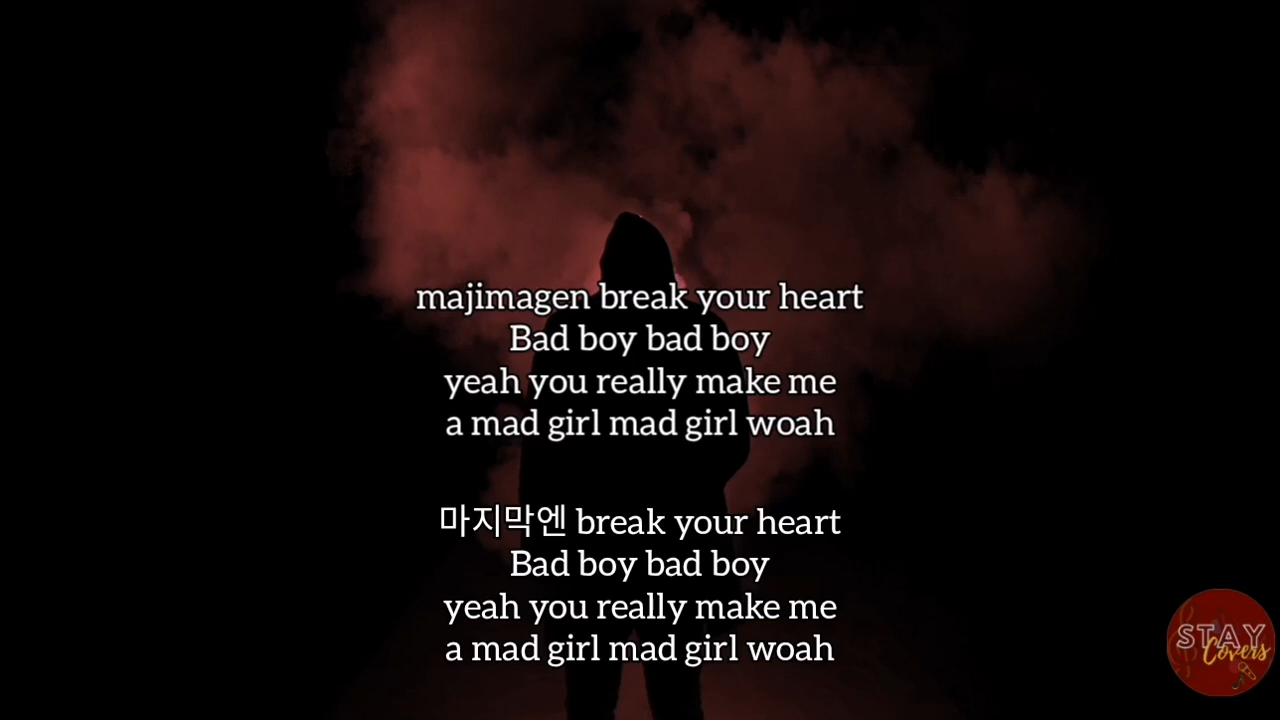 majimagen break your heart
Bad boy bad boy
yeah you really make me
a mad girl mad girl woah
마지막엔 break your heart
Bad boy bad boy
yeah you really make me
a mad girl mad girl woah
STAY
Covers